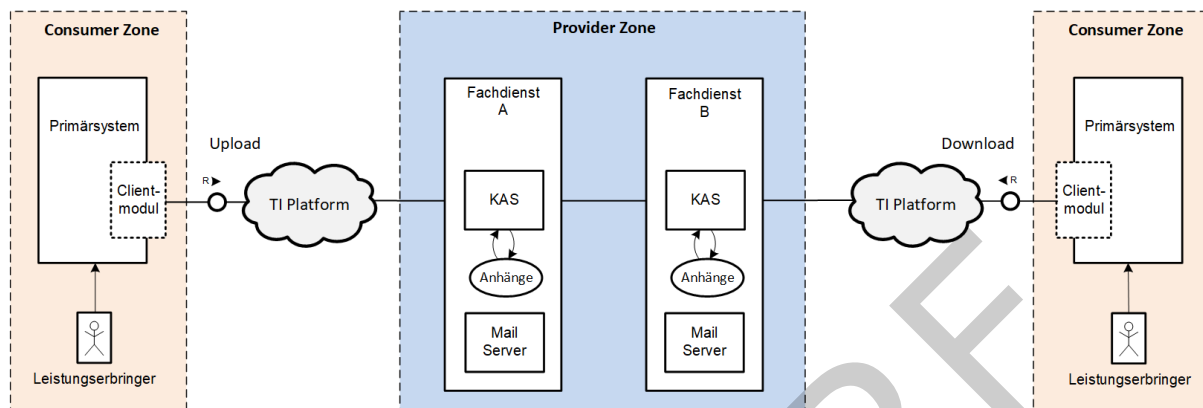 Consumer Zone
Primärsystem
Client-
modul
Leistungserbringer
Upload
R
TI Platform
Provider Zone
Fachdienst
A
KAS
Anhänge
Mail
Server
Fachdienst
B
KAS
Anhänge
Mail
Server
TI Platform
Download
R
Consumer Zone
Primärsystem
Client-
modul
Leistungserbringer